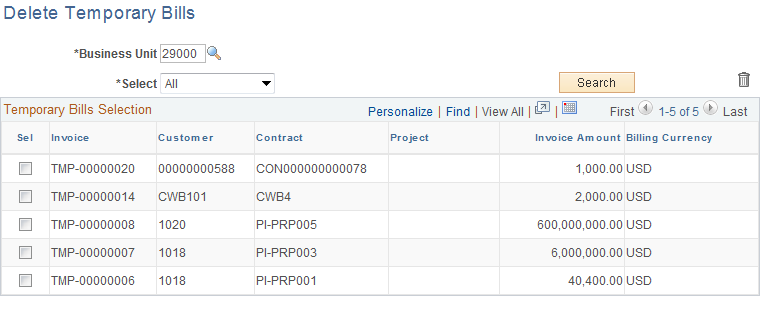 Delete Temporary Bills
*Business Unit 29000
*Select All Search
Temporary Bills Selection Personalize | Find | View All | | First 1-5 of 5 Last
Sel Invoice Customer Contract Project Invoice Amount Billing Currency
TMP-00000020 00000000588 CON000000000078 1,000.00 USD
TMP-00000014 CWB101 CWB4 2,000.00 USD
TMP-00000008 1020 PI-PRP005 600,000,000.00 USD
TMP-00000007 1018 PI-PRP003 6,000,000.00 USD
TMP-00000006 1018 PI-PRP001 40,400.00 USD